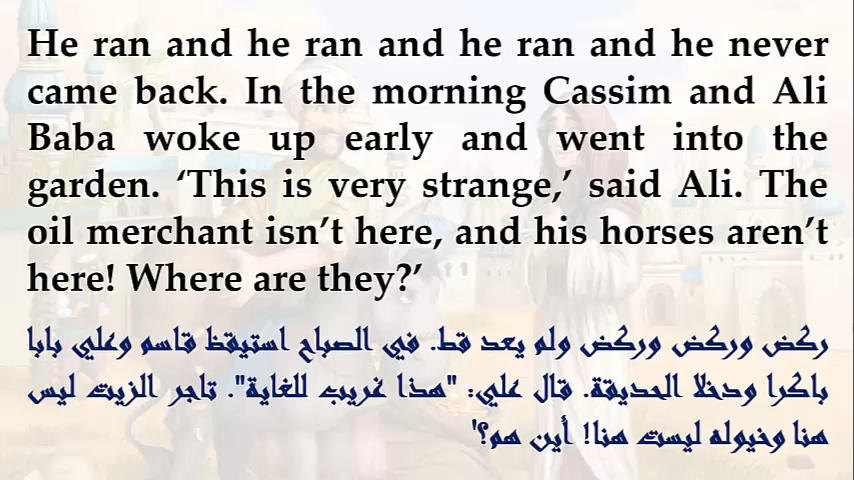 He ran and he ran and he ran and he never
came back. In the morning Cassim and Ali
Baba woke up early and went into the
garden. ‘This is very strange,’ said Ali. The
oil merchant isn’t here, and his horses aren’t
here! Where are they?’
ركض وركض وركض ولم يعد قط. في الصباح استيقظ قاسم وعلي بابا
باكرا ودخلا الحديقة. قال علي: "هذا غريب للغاية". تاجر الزيت ليس
هنا وخيوله ليست هنا! أين هم؟'